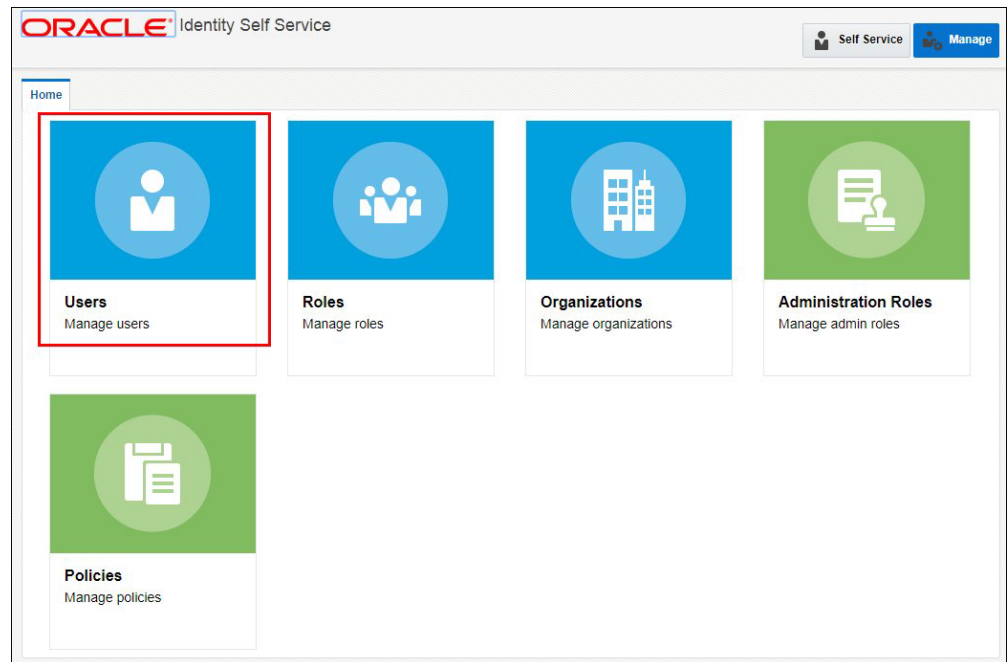 ORACLE® Identity Self Service
Self Service
Manage
Home
Users
Manage users
Roles
Manage roles
Organizations
Manage organizations
Administration Roles
Manage admin roles
Policies
Manage policies